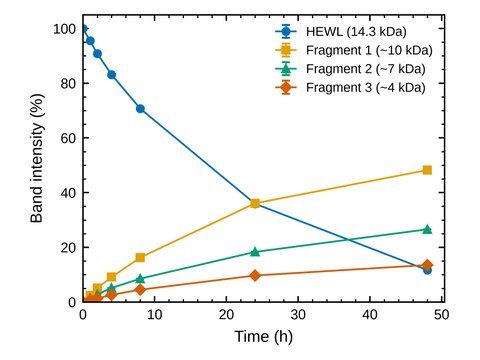 HEWL (14.3 kDa)
Fragment 1 (~10 kDa)
Fragment 2 (~7 kDa)
Fragment 3 (~4 kDa)
100
80
60
40
20
0
Band intensity (%)
0 10 20 30 40 50
Time (h)